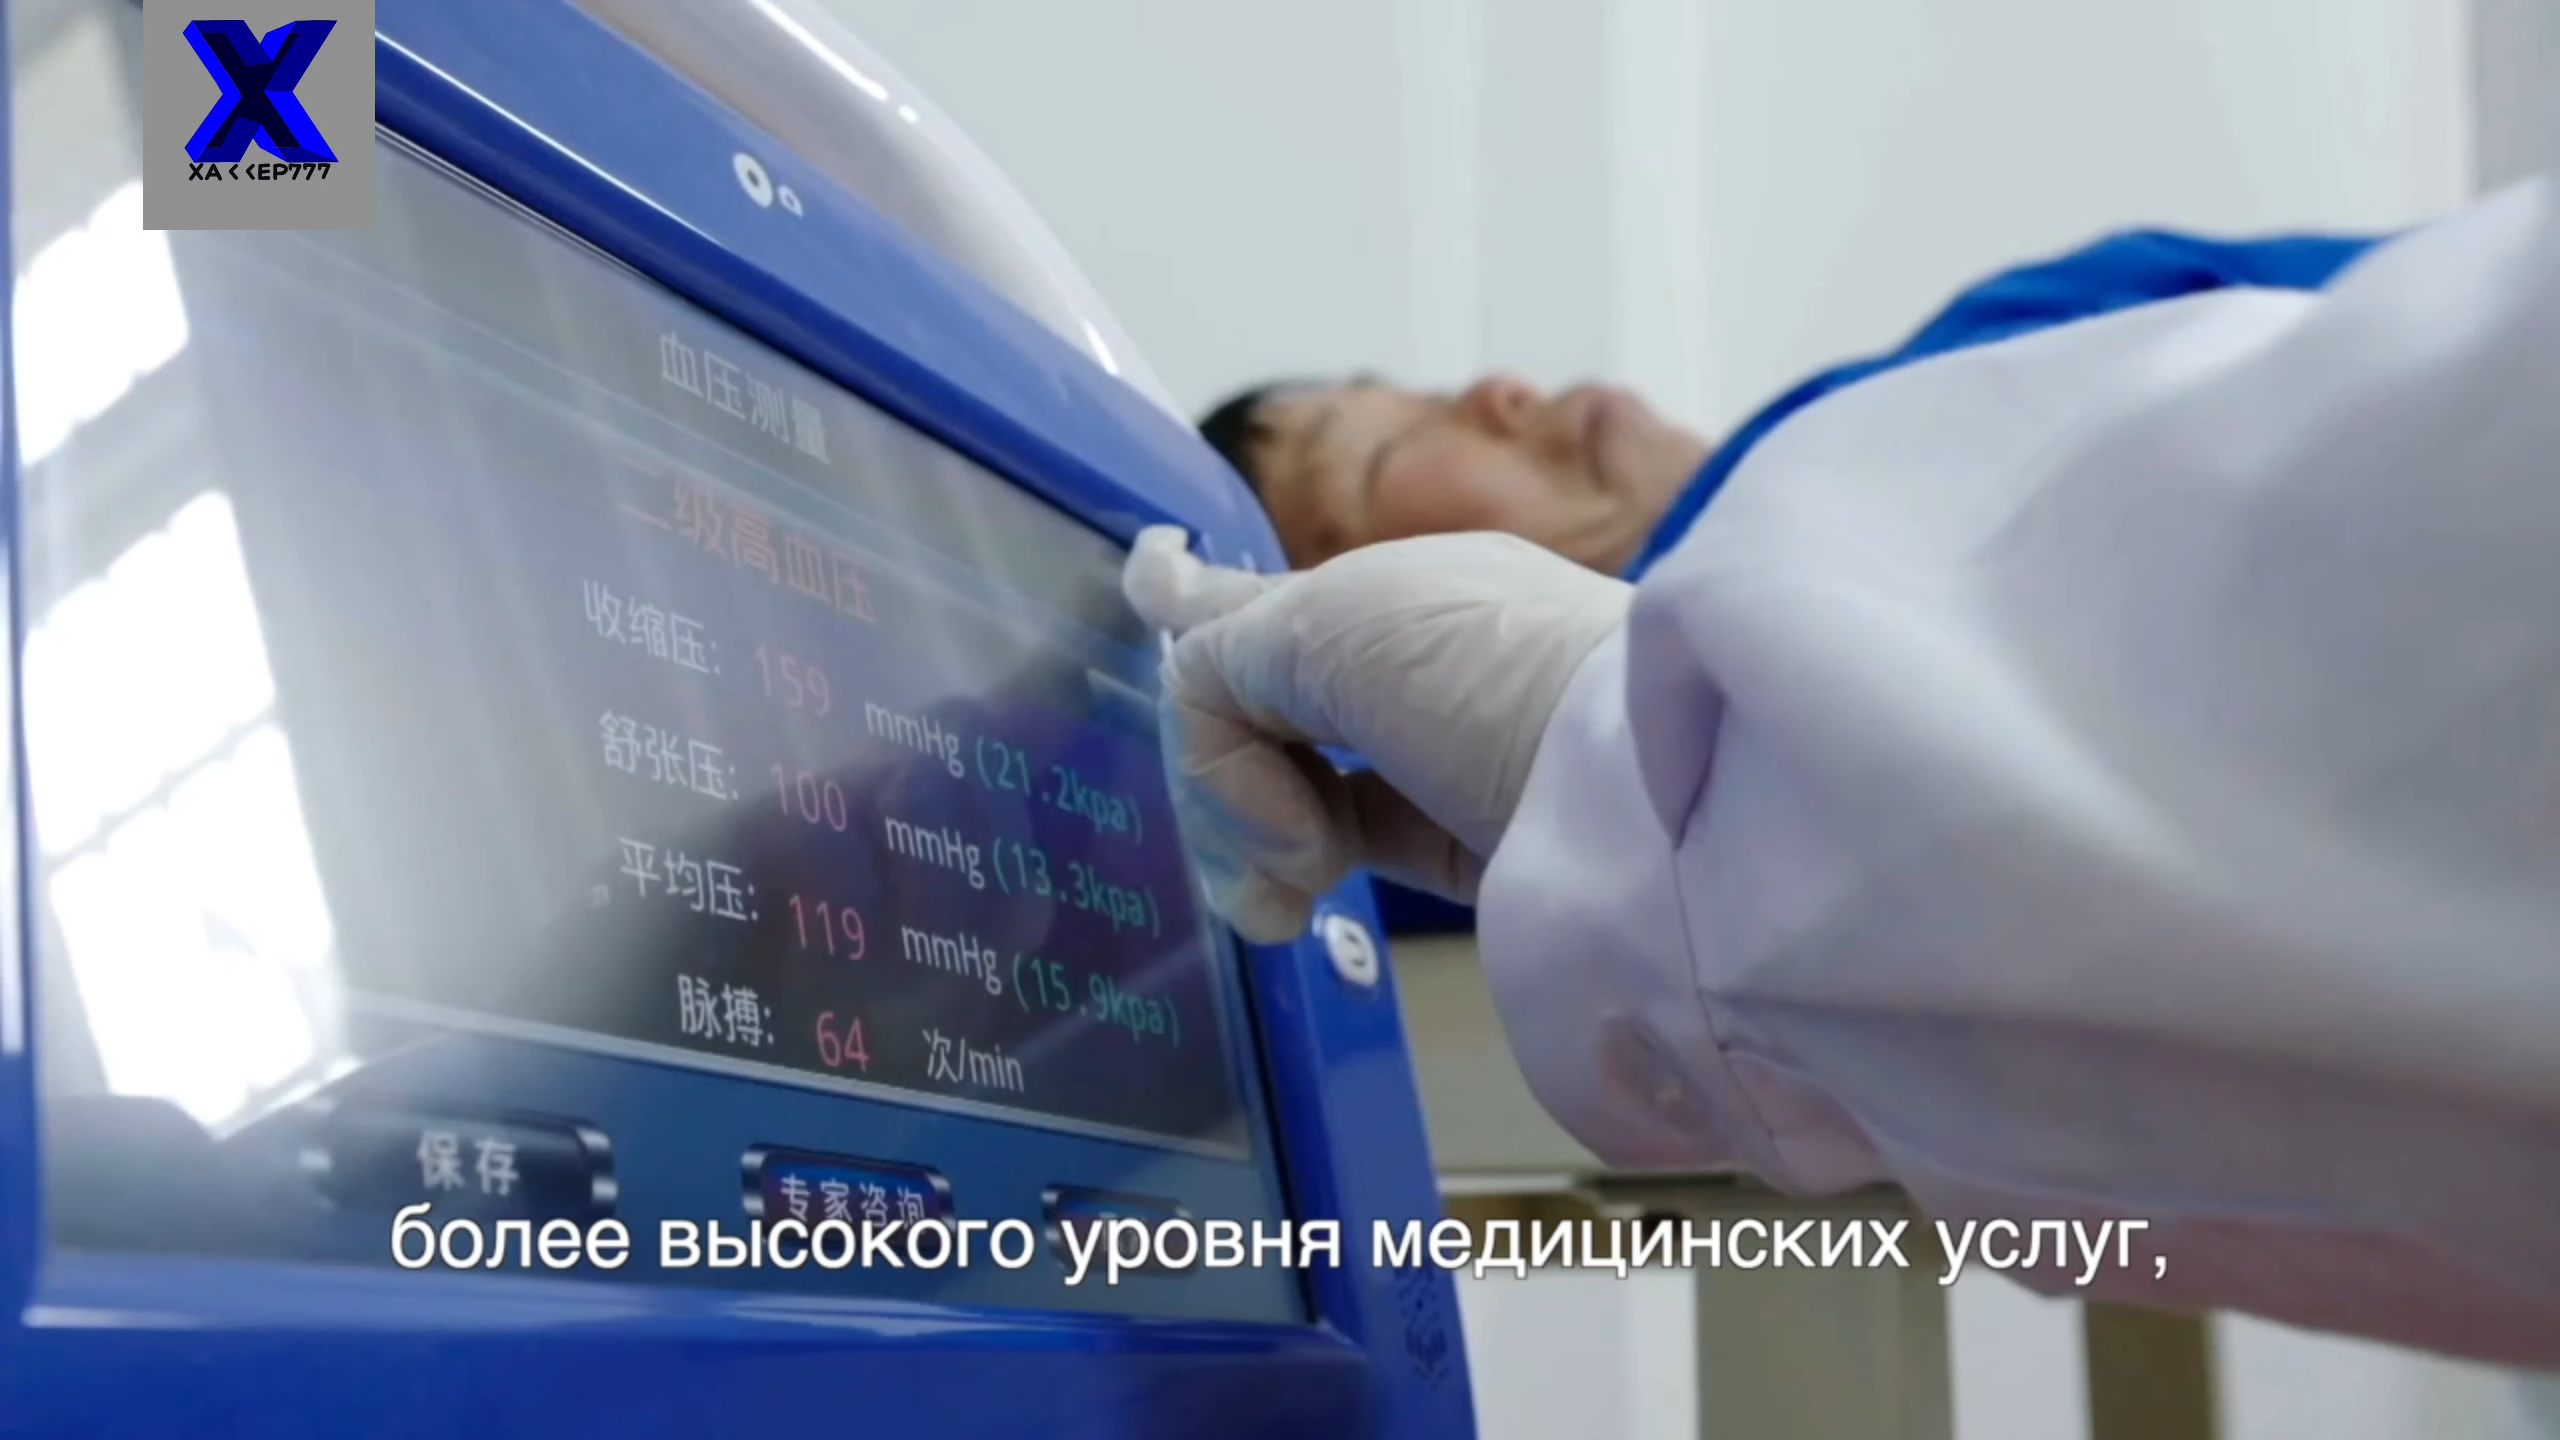 XA<<EP777
血压测量
二级高血压
收缩压: 159 mmHg (21.2kpa)
舒张压: 100 mmHg (13.3kpa)
平均压: 119 mmHg (15.9kpa)
脉搏: 64 次/min
保存
专家咨询
более высокого уровня медицинских услуг,